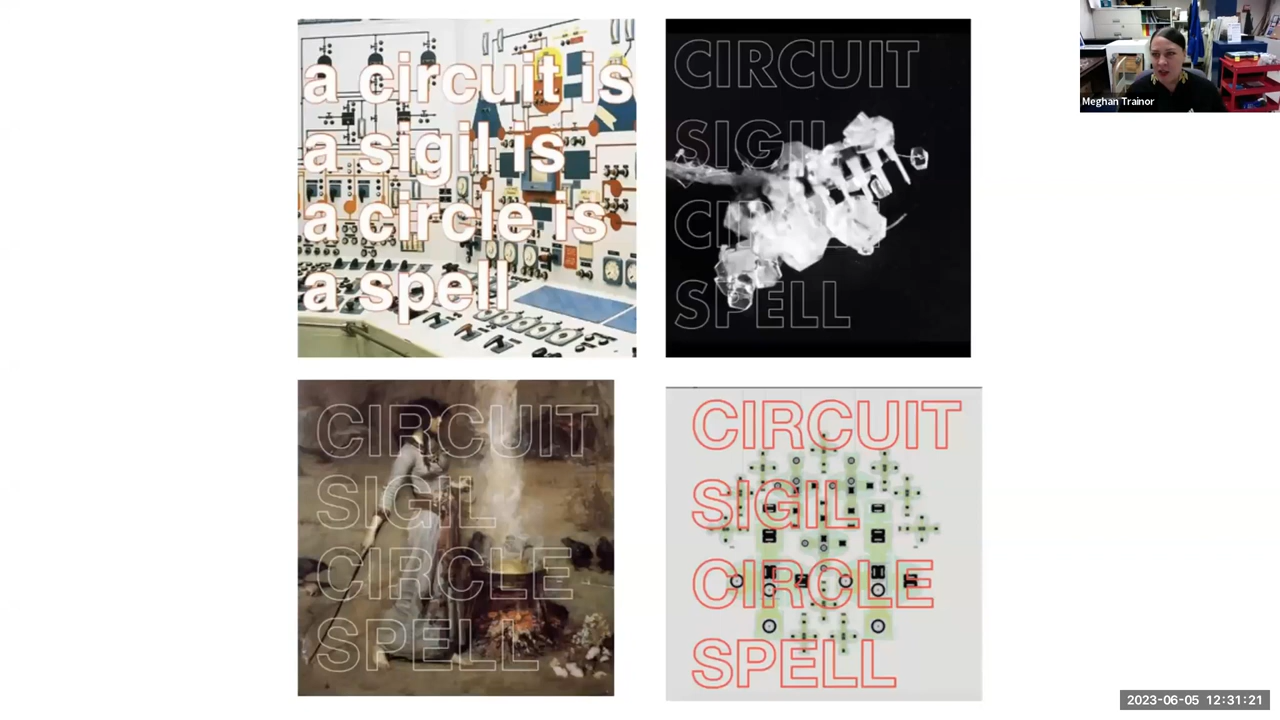 a circuit is
a sigil is
a circle is
a spell
CIRCUIT
SIGIL
CIRCLE
SPELL
CIRCUIT
SIGIL
CIRCLE
SPELL
CIRCUIT
SIGIL
CIRCLE
SPELL
Meghan Trainor
2023-06-05 12:31:21